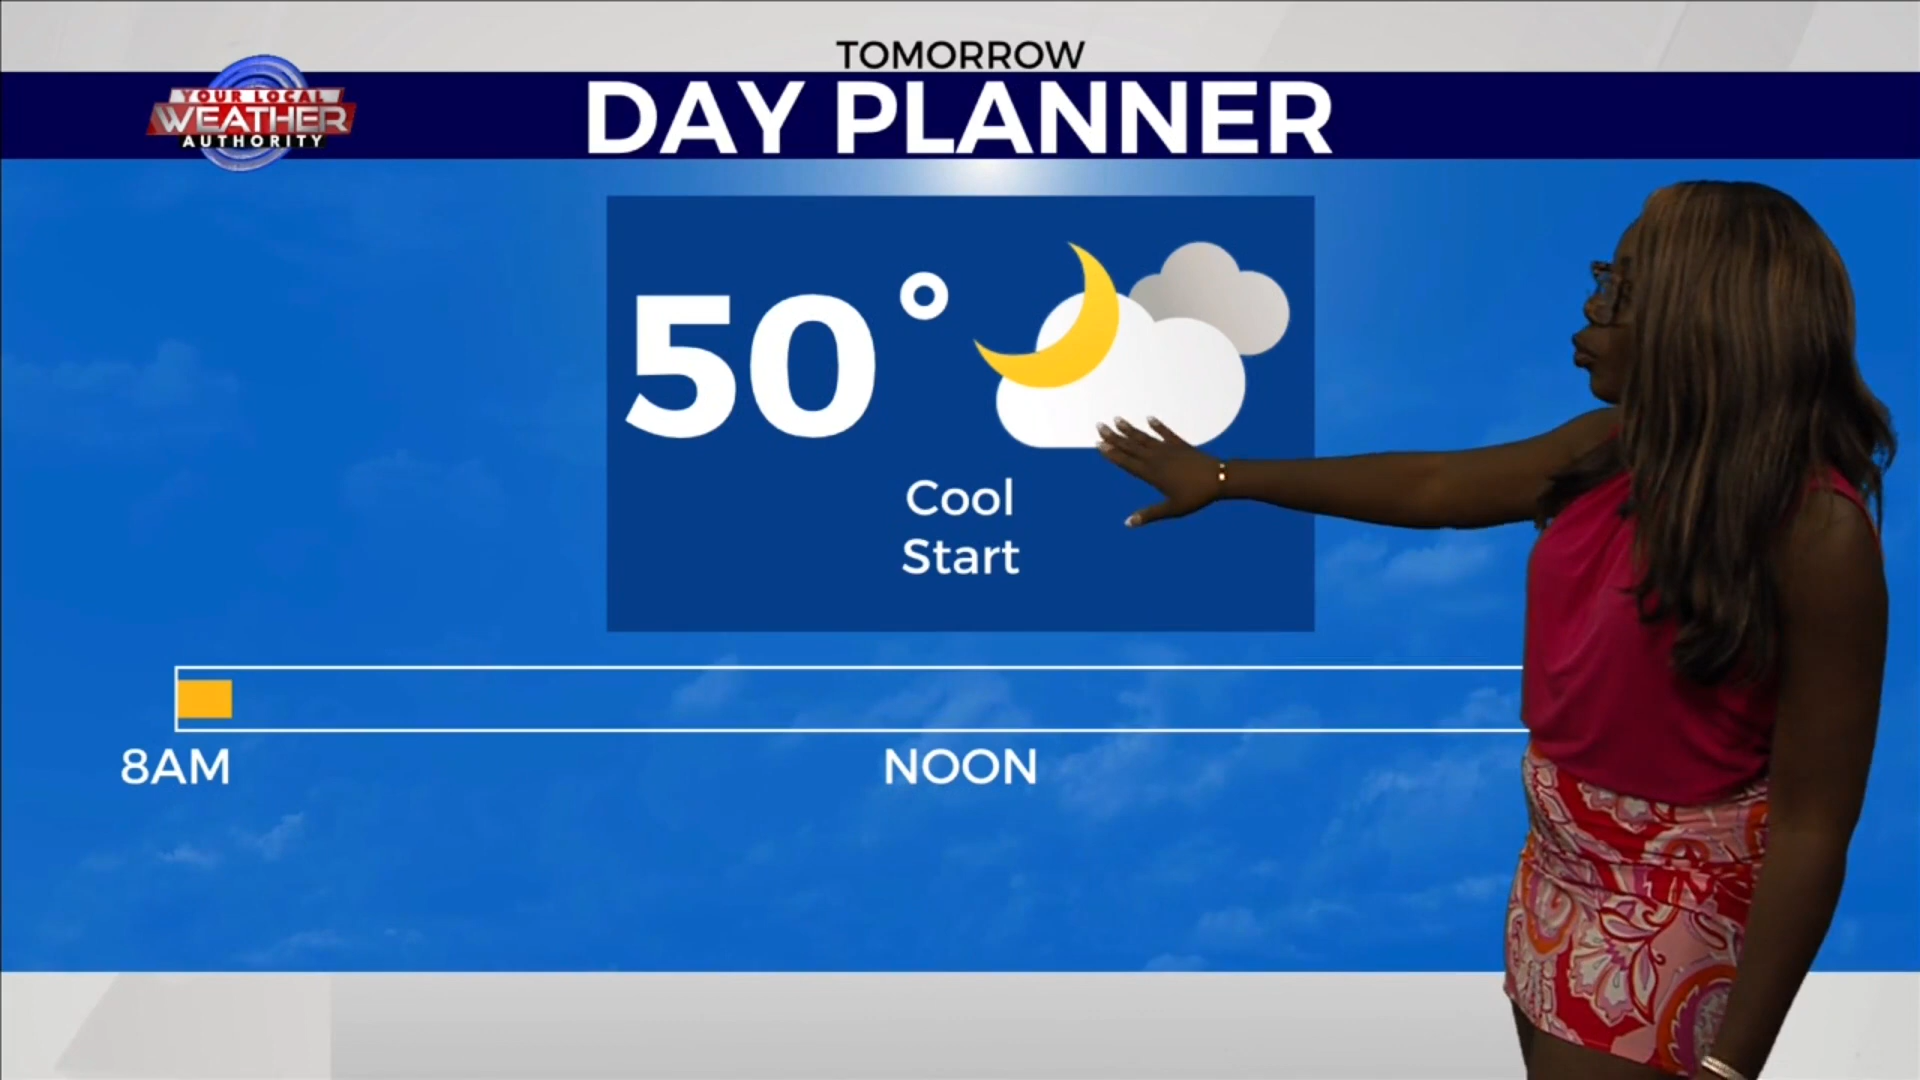 TOMORROW
DAY PLANNER
YOUR LOCAL
WEATHER
AUTHORITY
50°
Cool
Start
8AM
NOON